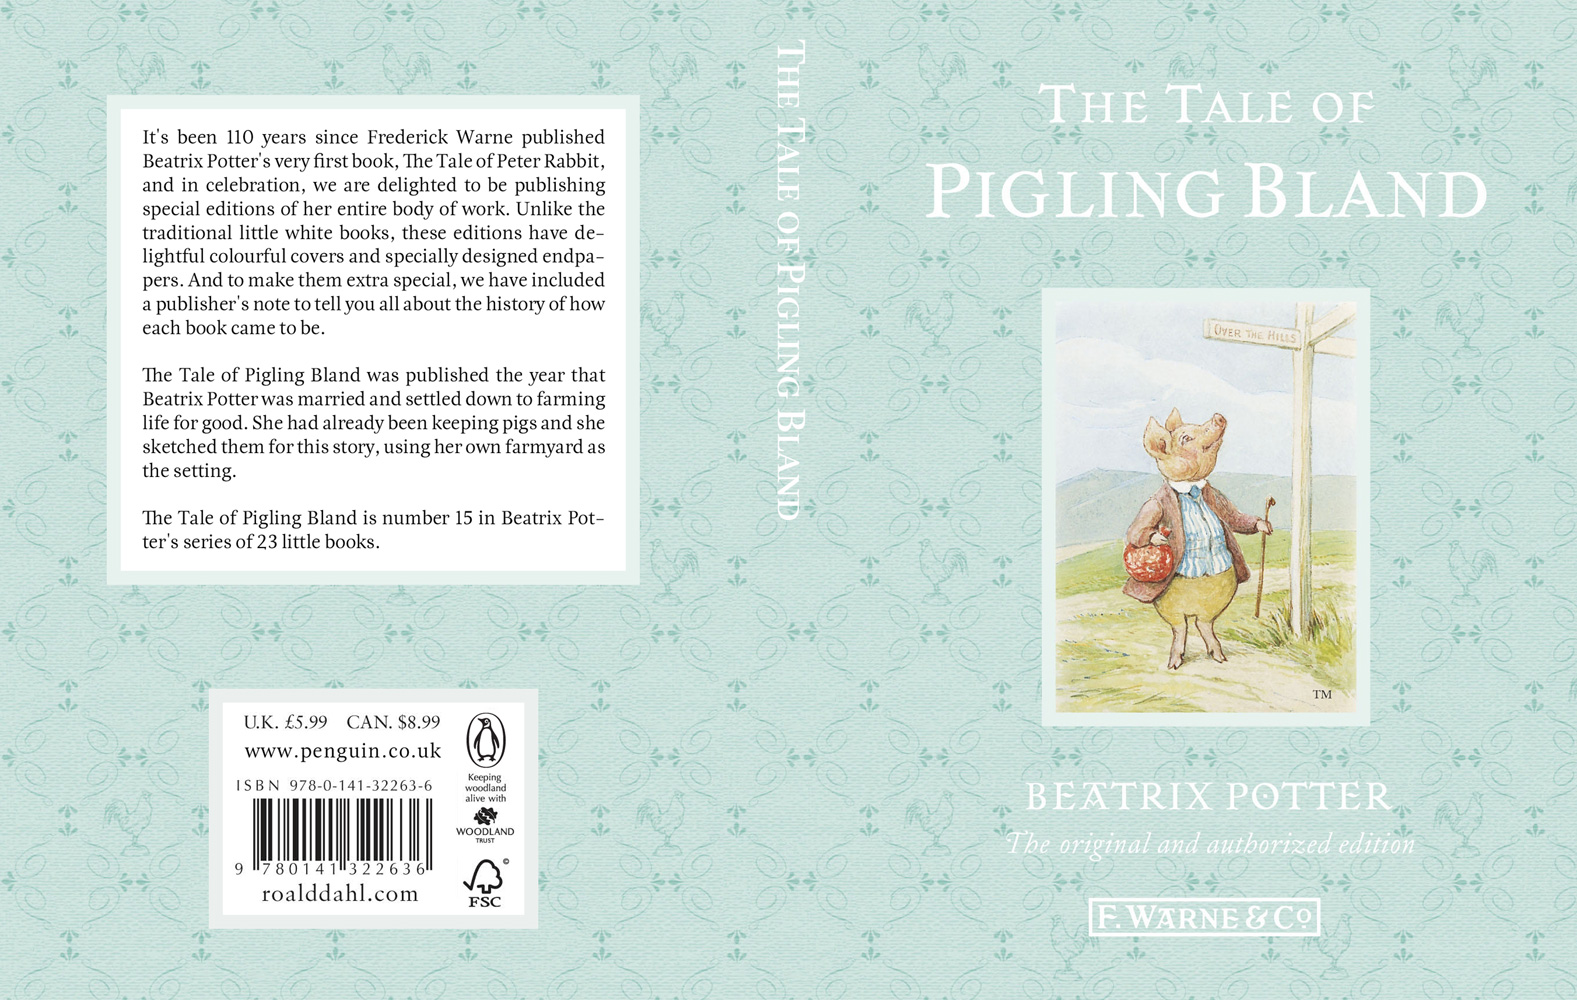 It's been 110 years since Frederick Warne published
Beatrix Potter's very first book, The Tale of Peter Rabbit,
and in celebration, we are delighted to be publishing
special editions of her entire body of work. Unlike the
traditional little white books, these editions have de-
lightful colourful covers and specially designed endpa-
pers. And to make them extra special, we have included
a publisher's note to tell you all about the history of how
each book came to be.
The Tale of Pigling Bland was published the year that
Beatrix Potter was married and settled down to farming
life for good. She had already been keeping pigs and she
sketched them for this story, using her own farmyard as
the setting.
The Tale of Pigling Bland is number 15 in Beatrix Pot-
ter's series of 23 little books.
U.K. £5.99 CAN. $8.99
www.penguin.co.uk
ISBN 978-0-141-32263-6
9 780141 322636
roalddahl.com
Keeping
woodland
alive with
WOODLAND
TRUST
©
FSC
THE TALE OF PIGLING BLAND
THE TALE OF
PIGLING BLAND
OVER THE HILLS
TM
BEATRIX POTTER
The original and authorized edition
F. WARNE & Co